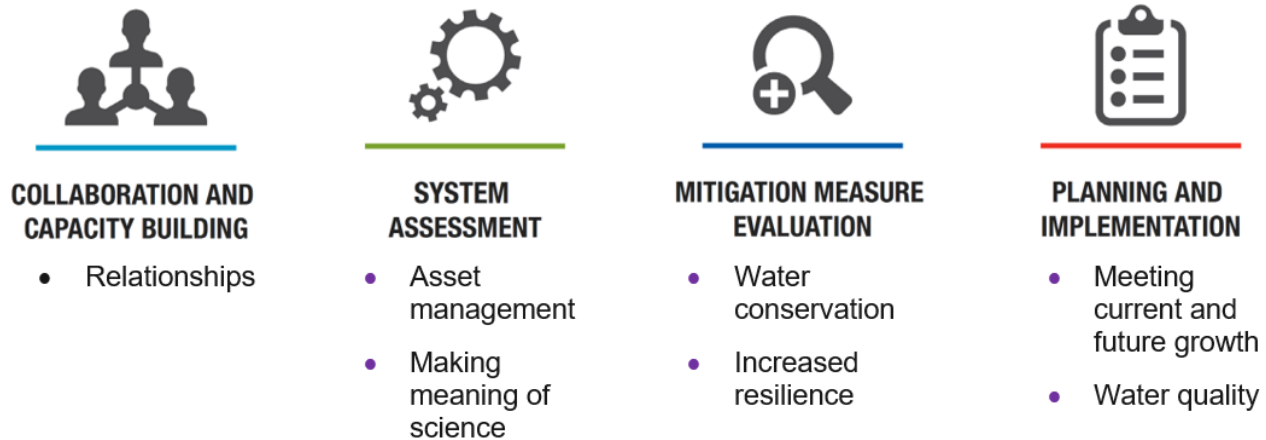 COLLABORATION AND
CAPACITY BUILDING
• Relationships
SYSTEM
ASSESSMENT
• Asset
management
• Making
meaning of
science
MITIGATION MEASURE
EVALUATION
• Water
conservation
• Increased
resilience
PLANNING AND
IMPLEMENTATION
• Meeting
current and
future growth
• Water quality